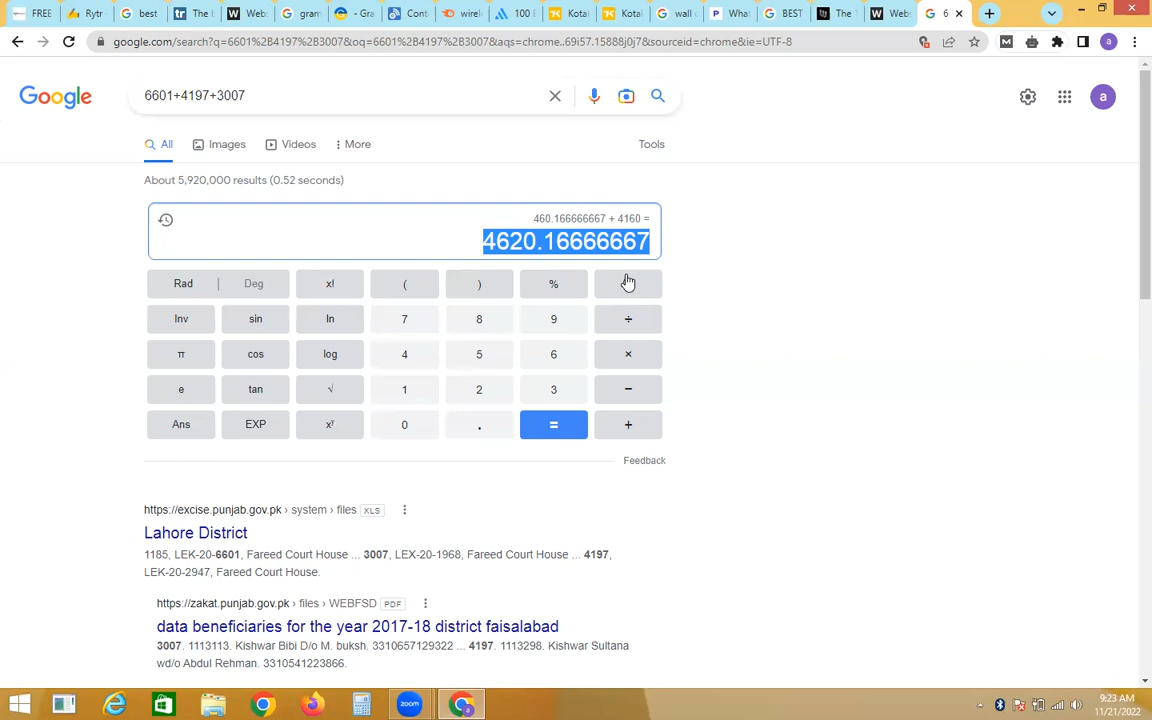 FREE
Rytr
best
The l
Web
gram
- Gra
Cont
wirel
100 l
Kotal
Kotal
wall c
What
BEST
The
Web
6
google.com/search?q=6601%2B4197%2B3007&oq=6601%2B4197%2B3007&aqs=chrome..69i57.15888j0j7&sourceid=chrome&ie=UTF-8
M
a
Google
6601+4197+3007
a
All
Images
Videos
More
Tools
About 5,920,000 results (0.52 seconds)
460.166666667 + 4160 =
4620.16666667
Rad | Deg x! ( ) %
Inv sin ln 7 8 9 ÷
π cos log 4 5 6 ×
e tan √ 1 2 3 −
Ans EXP xʸ 0 . = +
Feedback
https://excise.punjab.gov.pk › system › files XLS
Lahore District
1185, LEK-20-6601, Fareed Court House ... 3007, LEX-20-1968, Fareed Court House ... 4197,
LEK-20-2947, Fareed Court House.
https://zakat.punjab.gov.pk › files › WEBFSD PDF
data beneficiaries for the year 2017-18 district faisalabad
3007. 1113113. Kishwar Bibi D/o M. buksh. 3310657129322 ... 4197. 1113298. Kishwar Sultana
wd/o Abdul Rehman. 3310541223866.
zoom
9:23 AM
11/21/2022